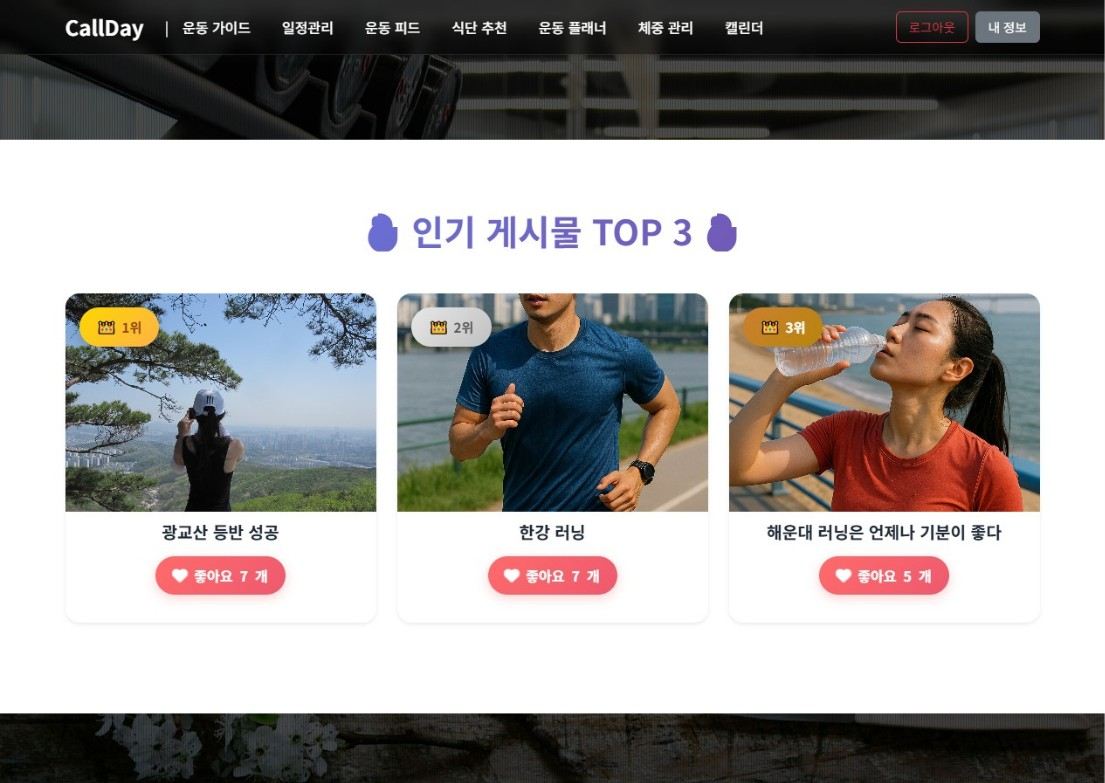 CallDay | 운동 가이드 일정관리 운동 피드 식단 추천 운동 플래너 체중 관리 캘린더 로그아웃 내 정보
인기 게시물 TOP 3
1위
2위
3위
광교산 등반 성공
한강 러닝
해운대 러닝은 언제나 기분이 좋다
좋아요 7 개
좋아요 7 개
좋아요 5 개